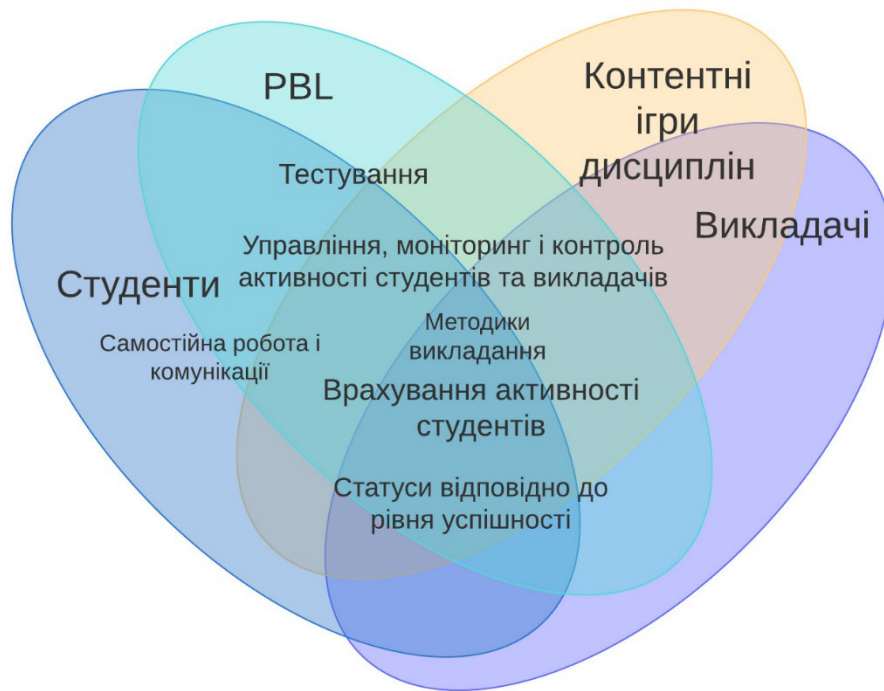 PBL
Контентні
ігри
дисциплін
Тестування
Викладачі
Управління, моніторинг і контроль
активності студентів та викладачів
Студенти
Методики
викладання
Самостійна робота і
комунікації
Врахування активності
студентів
Статуси відповідно до
рівня успішності